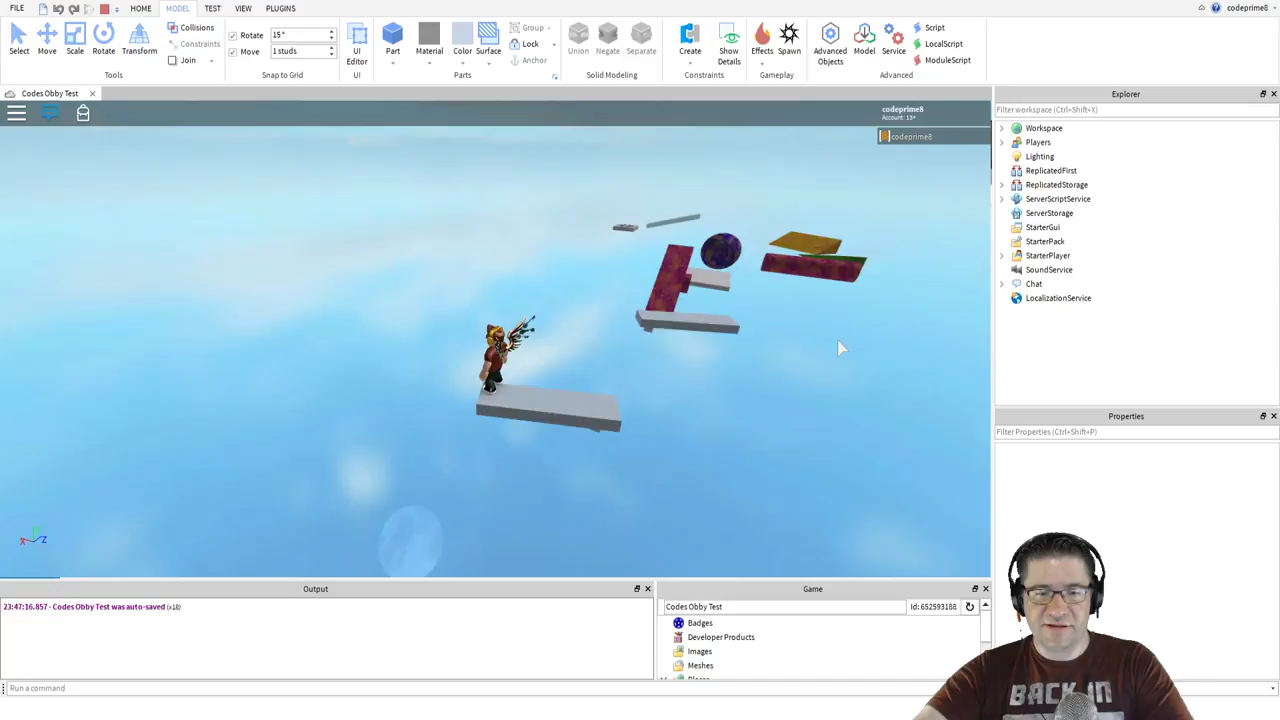 FILE HOME MODEL TEST VIEW PLUGINS codeprime8
Select Move Scale Rotate Transform
Collisions
Constraints
Join
Tools
Rotate 15°
Move 1 studs
Snap to Grid
UI Editor
UI
Part Material Color Surface
Group
Lock
Anchor
Parts
Union Negate Separate
Solid Modeling
Create Show Details
Constraints
Effects Spawn
Gameplay
Advanced Objects Model Service
Script
LocalScript
ModuleScript
Advanced
Codes Obby Test
codeprime8
Account: 13+
codeprime8
Explorer
Filter workspace (Ctrl+Shift+X)
Workspace
Players
Lighting
ReplicatedFirst
ReplicatedStorage
ServerScriptService
ServerStorage
StarterGui
StarterPack
StarterPlayer
SoundService
Chat
LocalizationService
Properties
Filter Properties (Ctrl+Shift+P)
X Z
Output
23:47:16.857 - Codes Obby Test was auto-saved (x18)
Game
Codes Obby Test Id: 652593188
Badges
Developer Products
Images
Meshes
Run a command
BACK IN